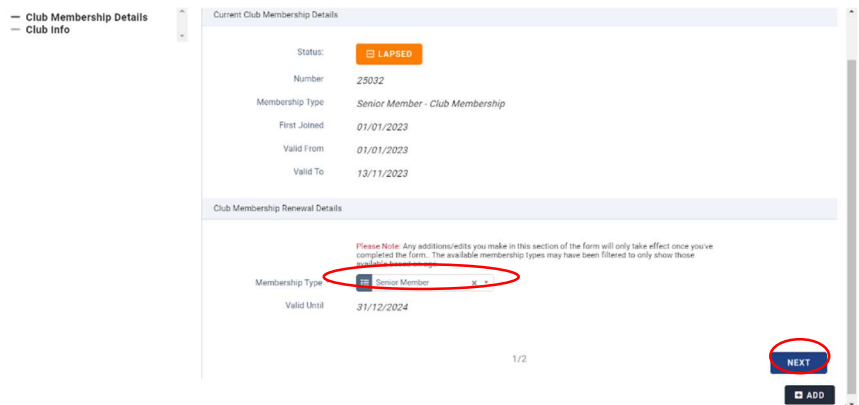 Club Membership Details
Club Info
Current Club Membership Details
Status: LAPSED
Number 25032
Membership Type Senior Member - Club Membership
First Joined 01/01/2023
Valid From 01/01/2023
Valid To 13/11/2023
Club Membership Renewal Details
Please Note: Any additions/edits you make in this section of the form will only take effect once you've
completed the form.. The available membership types may have been filtered to only show those
available based on age
Membership Type Senior Member
Valid Until 31/12/2024
1/2
NEXT
ADD